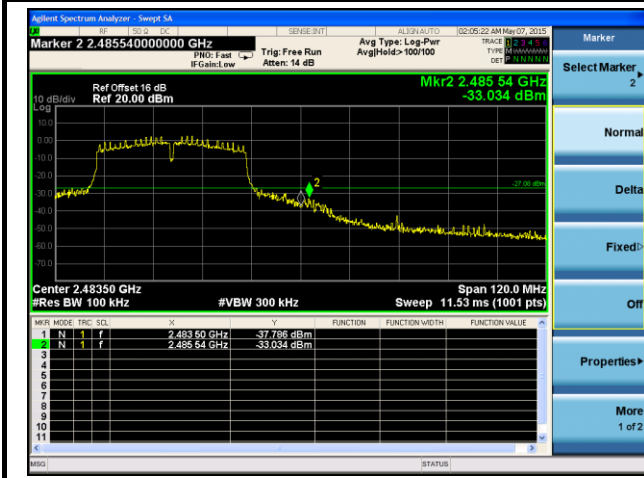 Agilent Spectrum Analyzer - Swept SA
RF 50 Ω DC SENSE:INT ALIGNAUTO 02:05:22 AM May 07, 2015
Marker 2 2.485540000000 GHz
PNO: Fast
IFGain:Low
Trig: Free Run
Atten: 14 dB
Avg Type: Log-Pwr
Avg|Hold:>100/100
TRACE 1 2 3 4 5 6
TYPE M
DET P N N N N N
Ref Offset 16 dB
10 dB/div Ref 20.00 dBm
Log
Mkr2 2.485 54 GHz
-33.034 dBm
10.0
0.00
-10.0
-20.0
-30.0
-40.0
-50.0
-60.0
-70.0
2
-27.00 dBm
Center 2.48350 GHz Span 120.0 MHz
#Res BW 100 kHz #VBW 300 kHz Sweep 11.53 ms (1001 pts)
MKR MODE TRC SCL X Y FUNCTION FUNCTION WIDTH FUNCTION VALUE
1 N 1 f 2.483 50 GHz -37.786 dBm
2 N 1 f 2.485 54 GHz -33.034 dBm
3
4
5
6
7
8
9
10
11
MSG STATUS
Marker
Select Marker
2
Normal
Delta
Fixed
Off
Properties
More
1 of 2